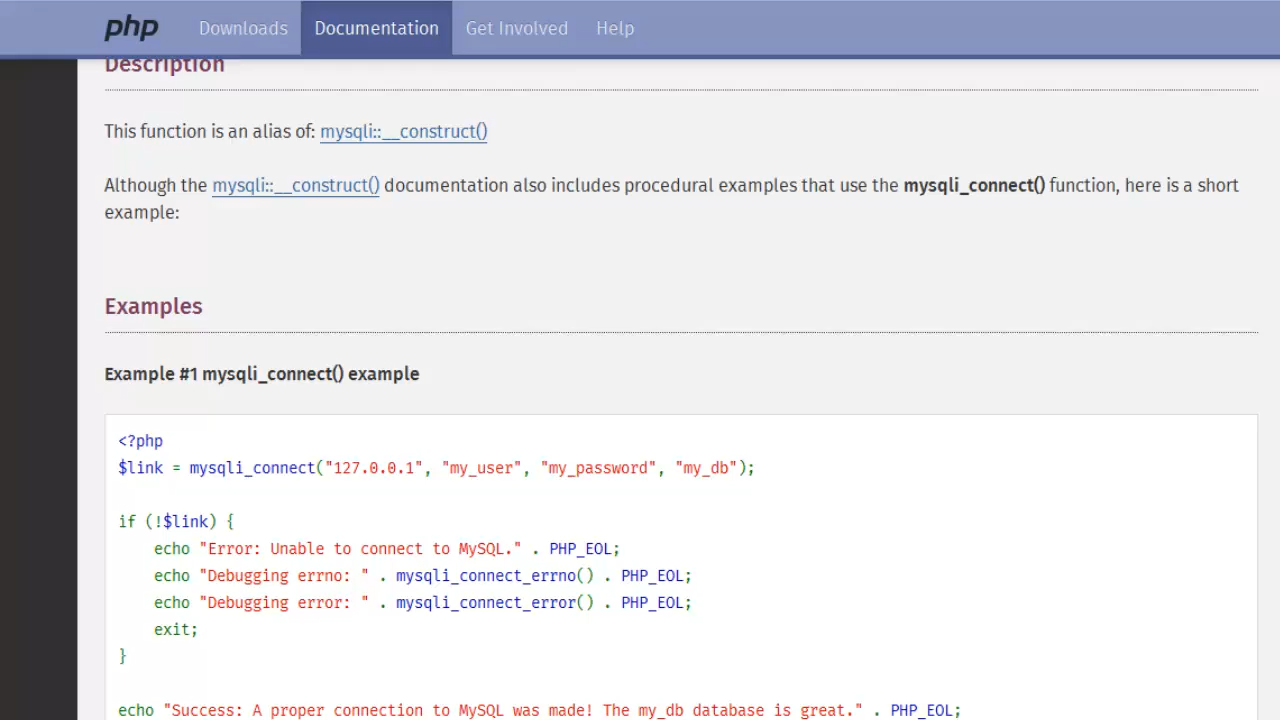 php Downloads Documentation Get Involved Help
Description
This function is an alias of: mysqli::__construct()
Although the mysqli::__construct() documentation also includes procedural examples that use the mysqli_connect() function, here is a short
example:
Examples
Example #1 mysqli_connect() example
<?php
$link = mysqli_connect("127.0.0.1", "my_user", "my_password", "my_db");
if (!$link) {
    echo "Error: Unable to connect to MySQL." . PHP_EOL;
    echo "Debugging errno: " . mysqli_connect_errno() . PHP_EOL;
    echo "Debugging error: " . mysqli_connect_error() . PHP_EOL;
    exit;
}
echo "Success: A proper connection to MySQL was made! The my_db database is great." . PHP_EOL;